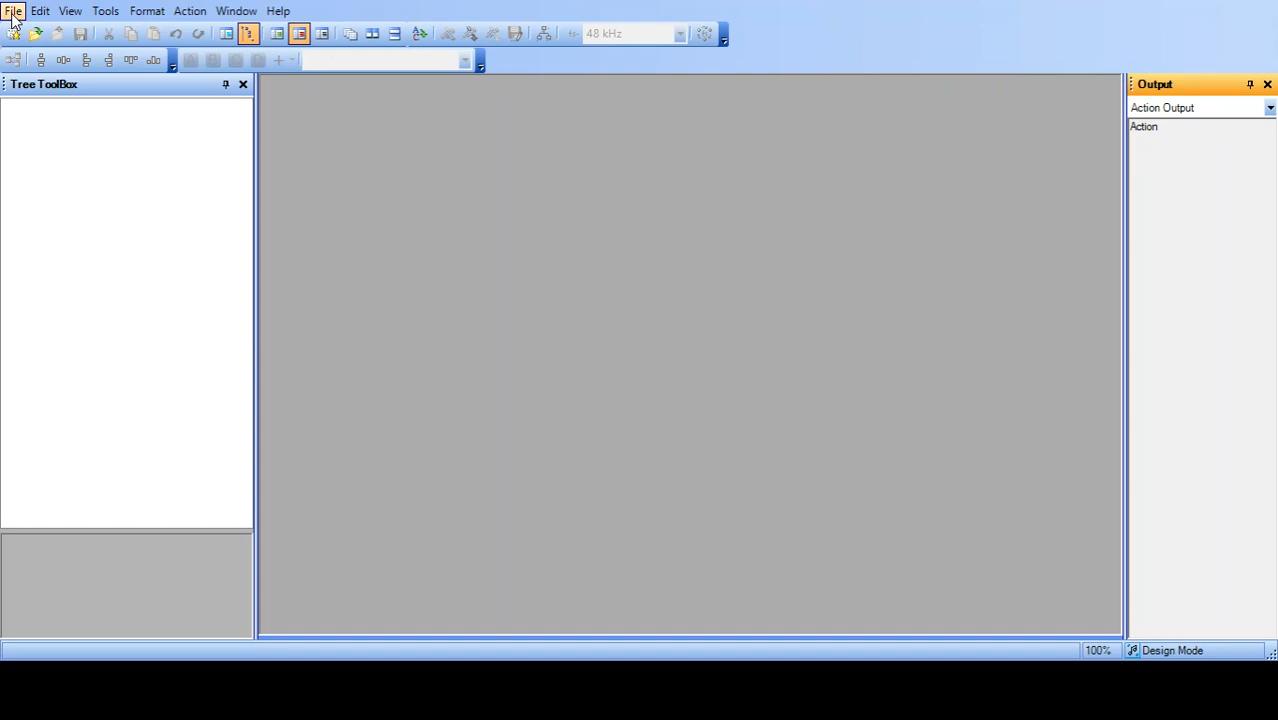 File Edit View Tools Format Action Window Help
48 kHz
A B C D
Tree ToolBox
Output
Action Output
Action
100% Design Mode